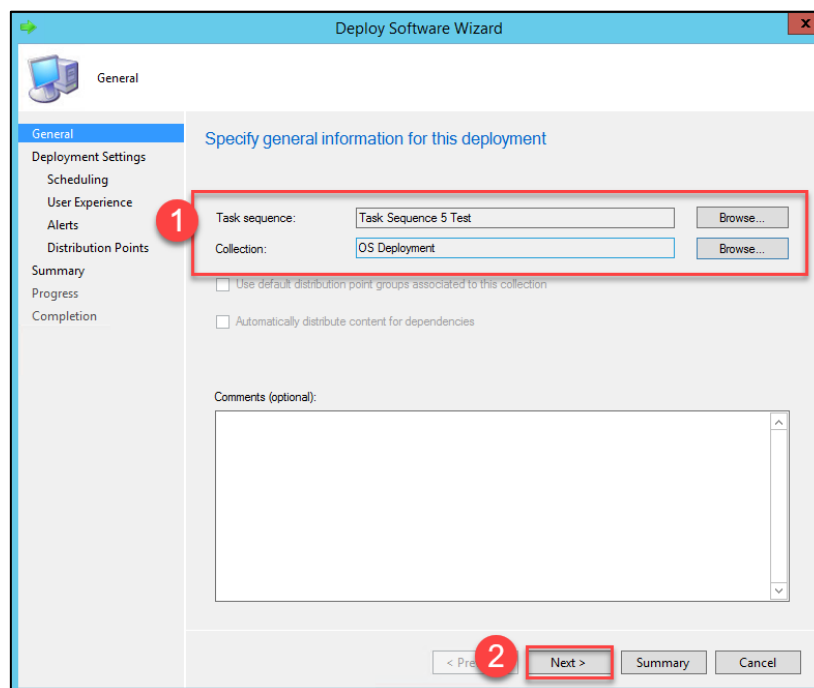 Deploy Software Wizard
x
General
General
Deployment Settings
Scheduling
User Experience
Alerts
Distribution Points
Summary
Progress
Completion
Specify general information for this deployment
1
Task sequence: Task Sequence 5 Test Browse...
Collection: OS Deployment Browse...
Use default distribution point groups associated to this collection
Automatically distribute content for dependencies
Comments (optional):
< Pre 2 Next > Summary Cancel